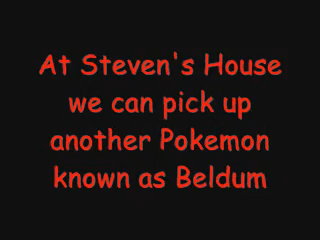 At Steven's House
we can pick up
another Pokemon
known as Beldum